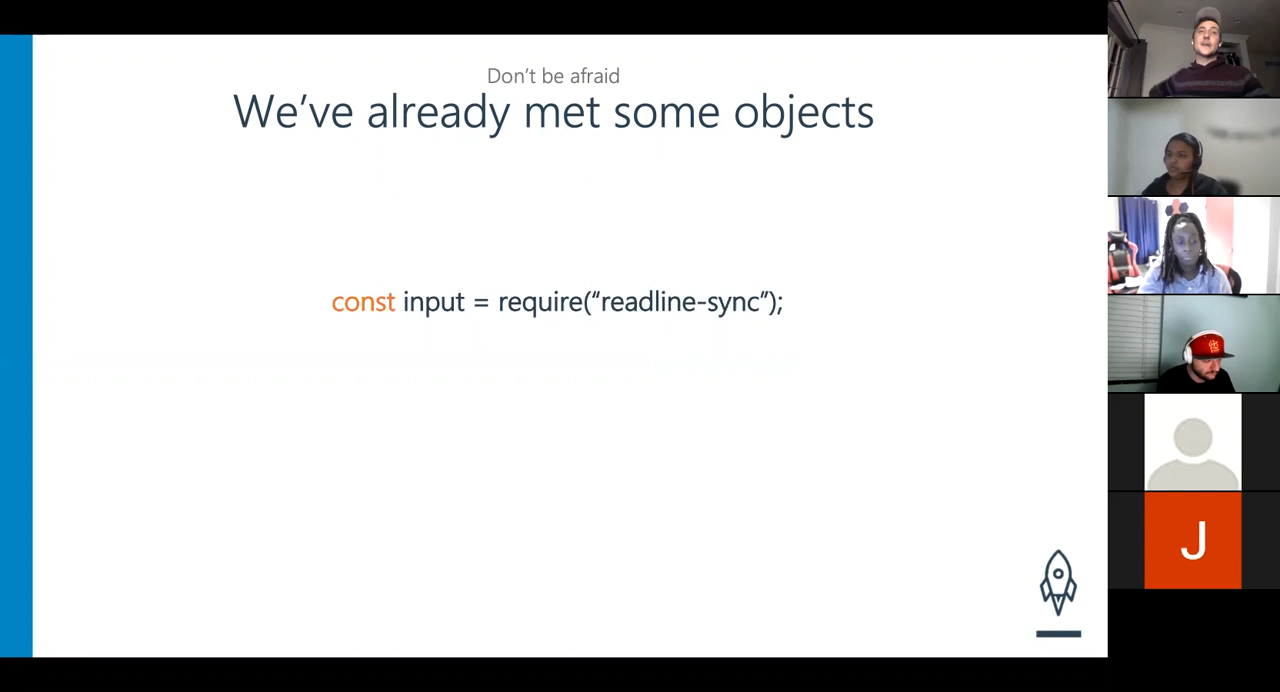 Don't be afraid
We've already met some objects
const input = require(“readline-sync”);
J